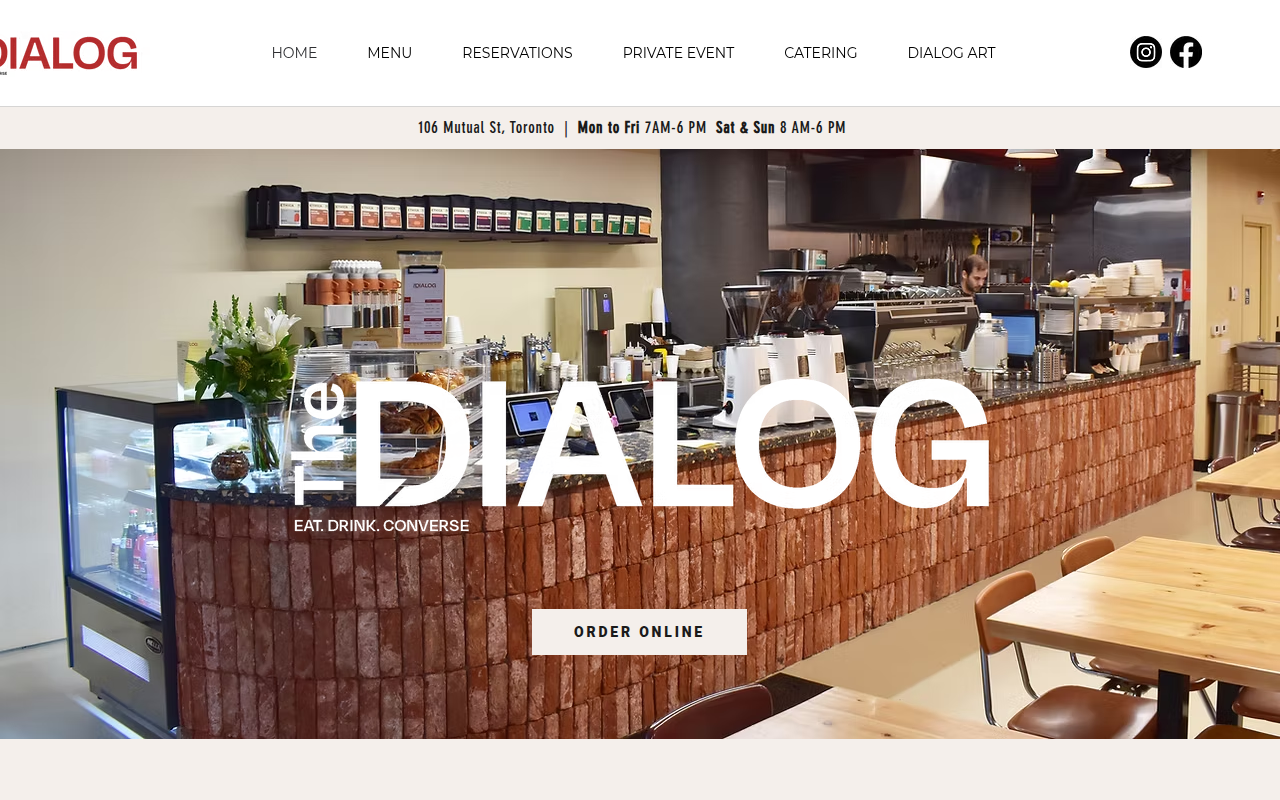 DIALOG
HOME
MENU
RESERVATIONS
PRIVATE EVENT
CATERING
DIALOG ART
106 Mutual St, Toronto | Mon to Fri 7AM-6 PM Sat & Sun 8 AM-6 PM
DIALOG
The DIALOG
EAT. DRINK. CONVERSE
ORDER ONLINE